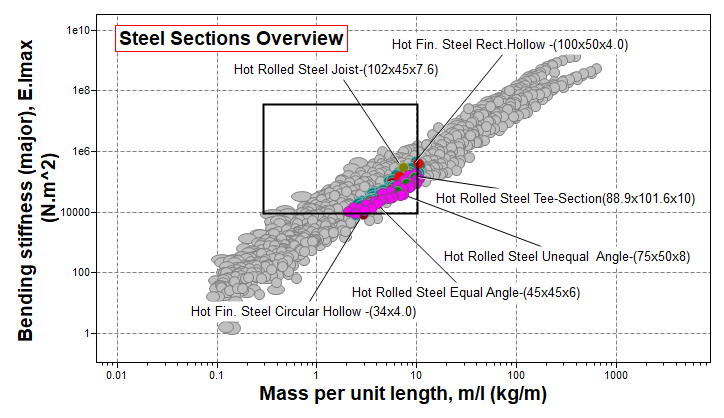 Steel Sections Overview
Hot Fin. Steel Rect.Hollow -(100x50x4.0)
Hot Rolled Steel Joist-(102x45x7.6)
Hot Rolled Steel Tee-Section(88.9x101.6x10)
Hot Rolled Steel Unequal Angle-(75x50x8)
Hot Rolled Steel Equal Angle-(45x45x6)
Hot Fin. Steel Circular Hollow -(34x4.0)
Bending stiffness (major), E.Imax
(N.m^2)
1e10
1e8
1e6
10000
100
1
0.01
0.1
1
10
100
1000
Mass per unit length, m/l (kg/m)